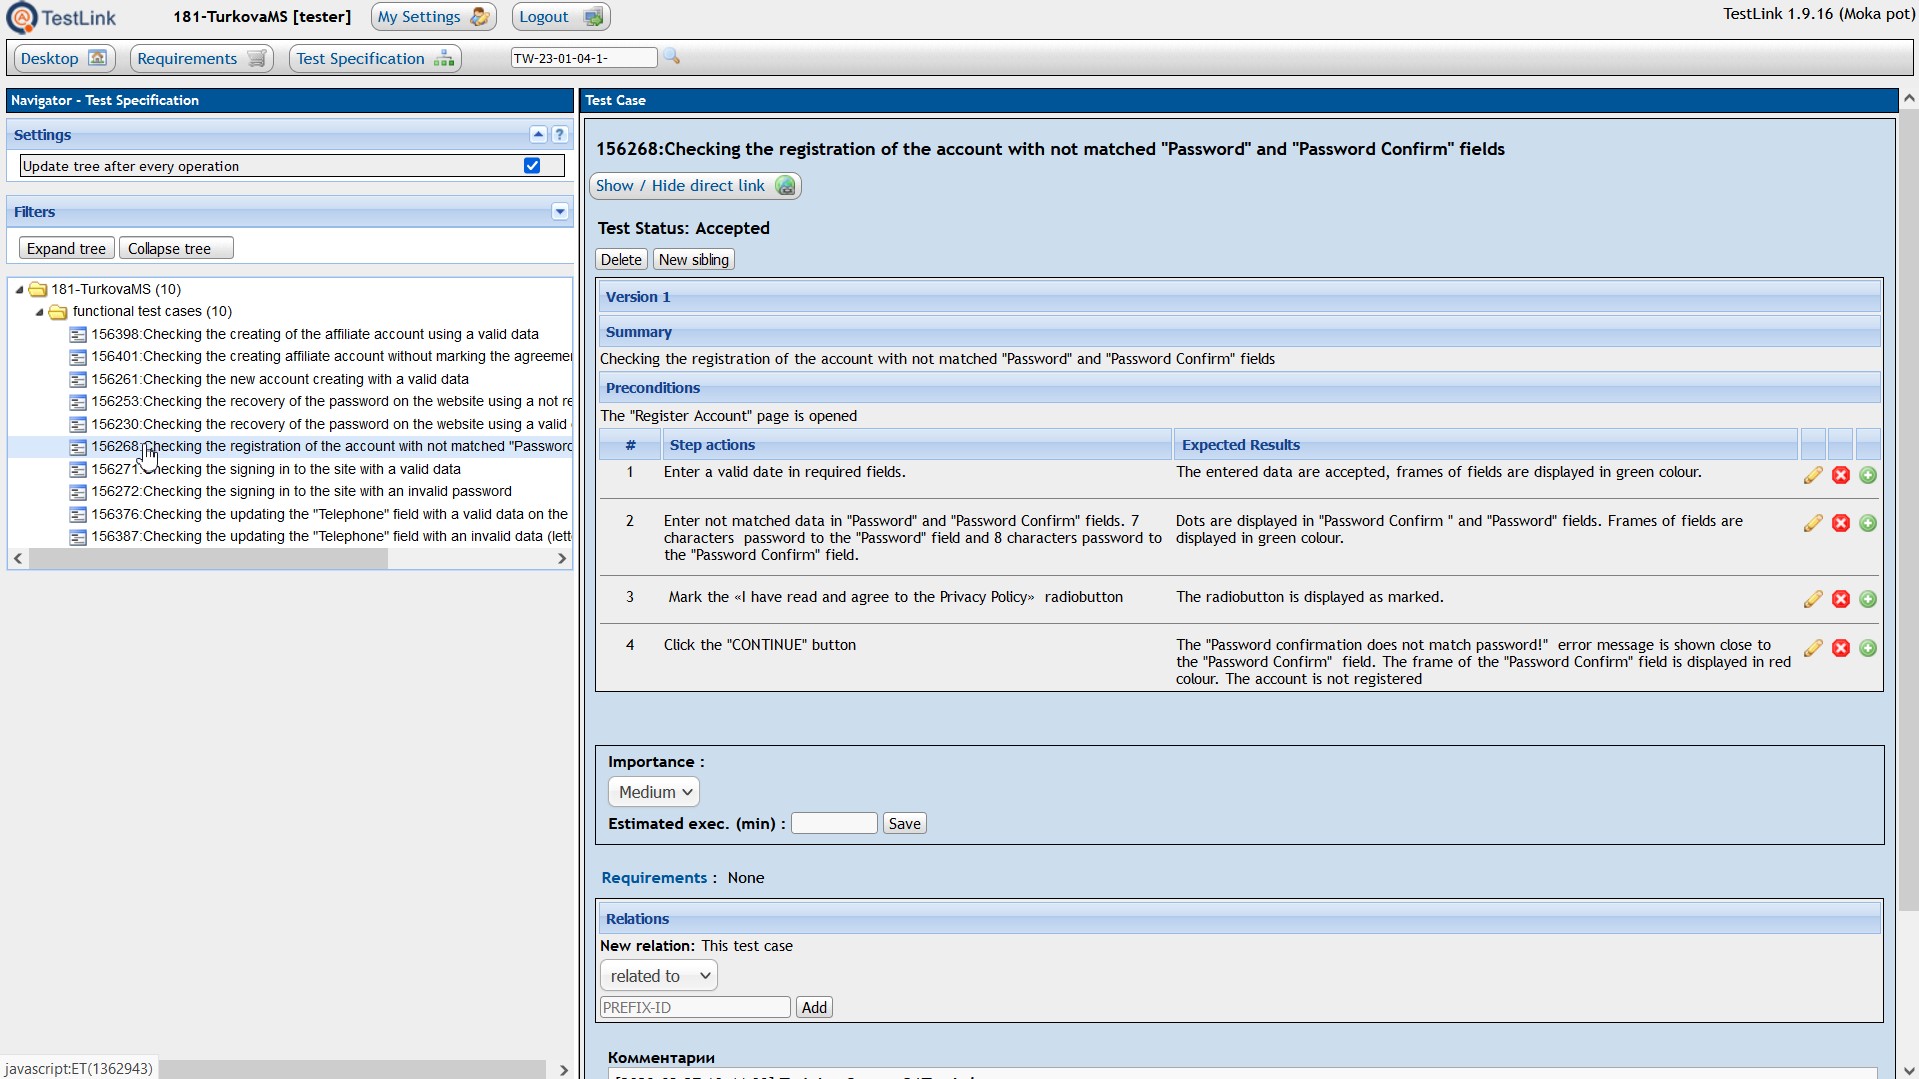 TestLink
181-TurkovaMS [tester]
My Settings
Logout
TestLink 1.9.16 (Moka pot)
Desktop
Requirements
Test Specification
TW-23-01-04-1-
Navigator - Test Specification
Settings
?
Update tree after every operation
Filters
Expand tree
Collapse tree
181-TurkovaMS (10)
functional test cases (10)
156398:Checking the creating of the affiliate account using a valid data
156401:Checking the creating affiliate account without marking the agreemen
156261:Checking the new account creating with a valid data
156253:Checking the recovery of the password on the website using a not re
156230:Checking the recovery of the password on the website using a valid
156268:Checking the registration of the account with not matched "Password
156271:Checking the signing in to the site with a valid data
156272:Checking the signing in to the site with an invalid password
156376:Checking the updating the "Telephone" field with a valid data on the
156387:Checking the updating the "Telephone" field with an invalid data (lett
javascript:ET(1362943)
Test Case
156268:Checking the registration of the account with not matched "Password" and "Password Confirm" fields
Show / Hide direct link
Test Status: Accepted
Delete
New sibling
Version 1
Summary
Checking the registration of the account with not matched "Password" and "Password Confirm" fields
Preconditions
The "Register Account" page is opened
# Step actions Expected Results
1 Enter a valid date in required fields. The entered data are accepted, frames of fields are displayed in green colour.
2 Enter not matched data in "Password" and "Password Confirm" fields. 7 Dots are displayed in "Password Confirm " and "Password" fields. Frames of fields are
characters password to the "Password" field and 8 characters password to displayed in green colour.
the "Password Confirm" field.
3 Mark the «I have read and agree to the Privacy Policy» radiobutton The radiobutton is displayed as marked.
4 Click the "CONTINUE" button The "Password confirmation does not match password!" error message is shown close to
the "Password Confirm" field. The frame of the "Password Confirm" field is displayed in red
colour. The account is not registered
Importance :
Medium
Estimated exec. (min) :
Save
Requirements : None
Relations
New relation: This test case
related to
PREFIX-ID
Add
Комментарии